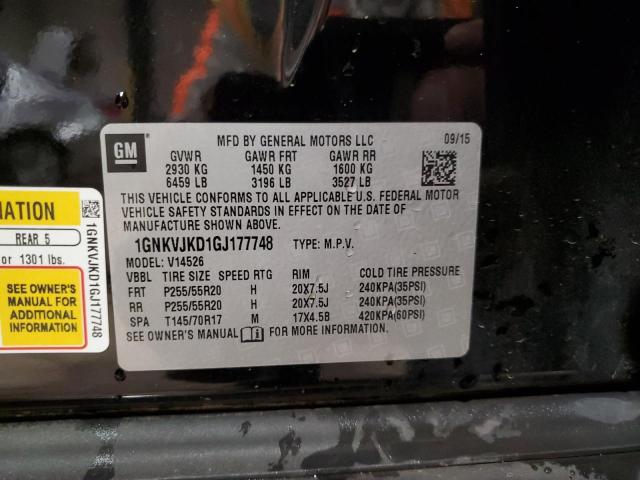 GM
MFD BY GENERAL MOTORS LLC 09/15
GVWR GAWR FRT GAWR RR
2930 KG 1450 KG 1600 KG
6459 LB 3196 LB 3527 LB
THIS VEHICLE CONFORMS TO ALL APPLICABLE U.S. FEDERAL MOTOR
VEHICLE SAFETY STANDARDS IN EFFECT ON THE DATE OF
MANUFACTURE SHOWN ABOVE.
1GNKVJKD1GJ177748 TYPE: M.P.V.
MODEL: V14526
VBBL TIRE SIZE SPEED RTG RIM COLD TIRE PRESSURE
FRT P255/55R20 H 20X7.5J 240KPA(35PSI)
RR P255/55R20 H 20X7.5J 240KPA(35PSI)
SPA T145/70R17 M 17X4.5B 420KPA(60PSI)
SEE OWNER'S MANUAL FOR MORE INFORMATION.
MATION
REAR 5
or 1301 lbs.
SEE OWNER'S
MANUAL FOR
ADDITIONAL
INFORMATION
1GNKVJKD1GJ177748